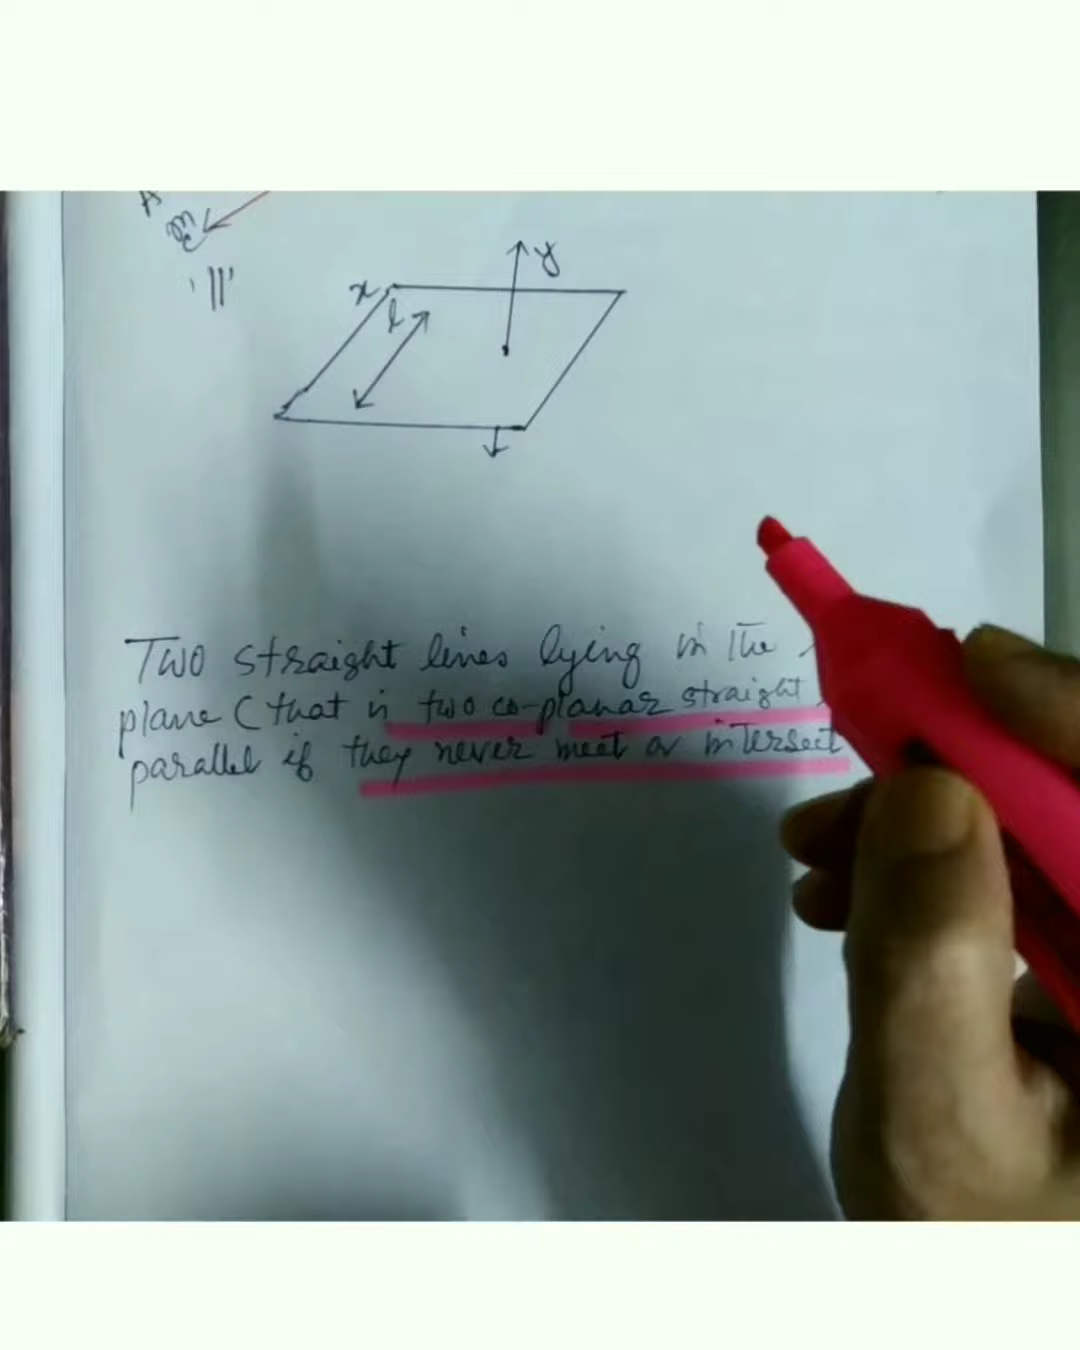 A
'||'
y
x
l
Two straight lines lying in the
plane (that is two co-planar straight
parallel if they never meet or intersect